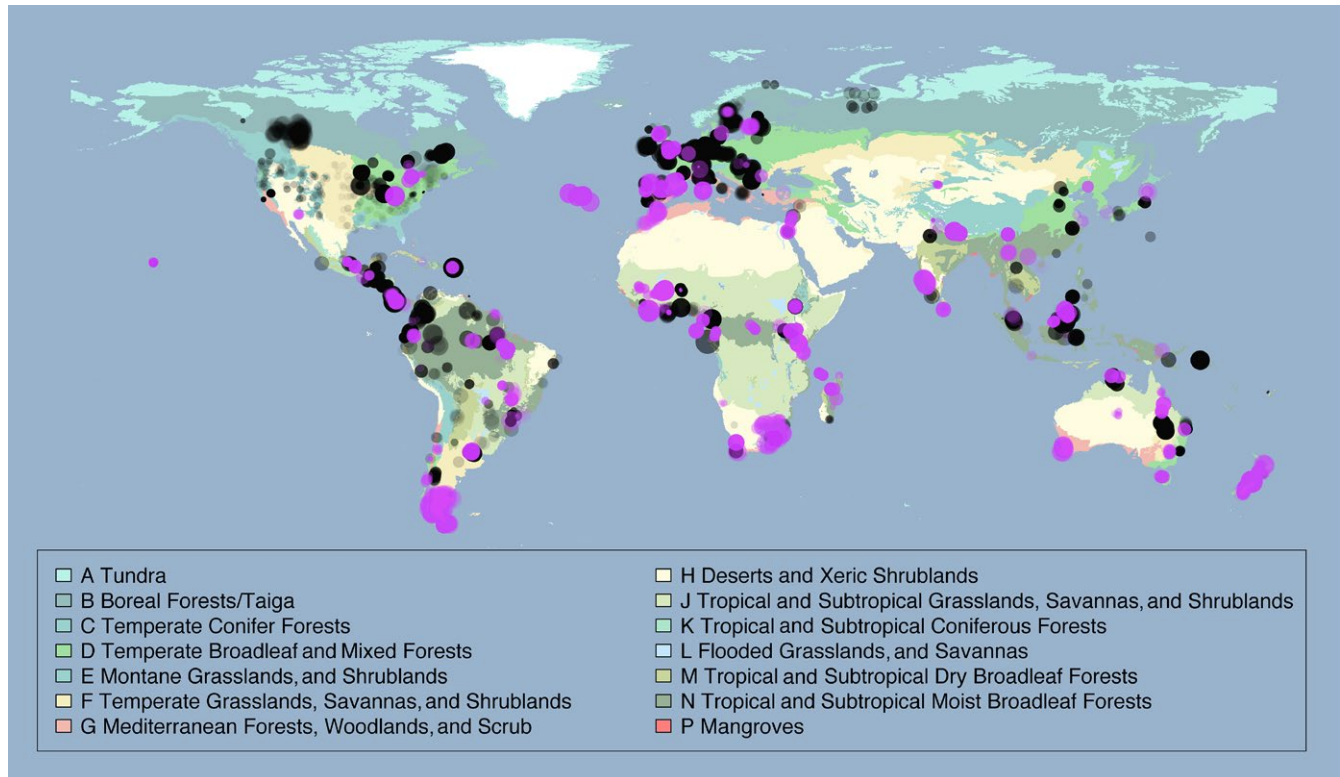 A Tundra
B Boreal Forests/Taiga
C Temperate Conifer Forests
D Temperate Broadleaf and Mixed Forests
E Montane Grasslands, and Shrublands
F Temperate Grasslands, Savannas, and Shrublands
G Mediterranean Forests, Woodlands, and Scrub
H Deserts and Xeric Shrublands
J Tropical and Subtropical Grasslands, Savannas, and Shrublands
K Tropical and Subtropical Coniferous Forests
L Flooded Grasslands, and Savannas
M Tropical and Subtropical Dry Broadleaf Forests
N Tropical and Subtropical Moist Broadleaf Forests
P Mangroves